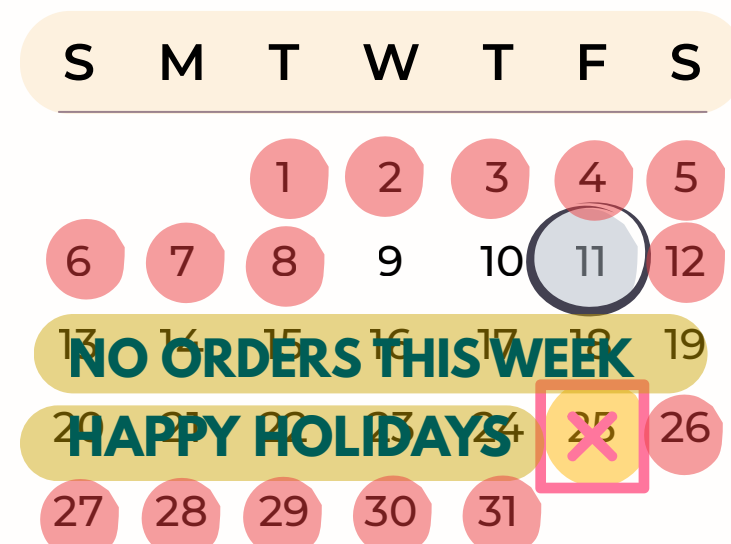 S M T W T F S
1 2 3 4 5
6 7 8 9 10 11 12
13 14 15 16 17 18 19
NO ORDERS THIS WEEK
20 21 22 23 24 25 26
HAPPY HOLIDAYS
27 28 29 30 31